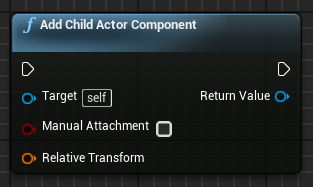 f Add Child Actor Component
Target self
Return Value
Manual Attachment
Relative Transform